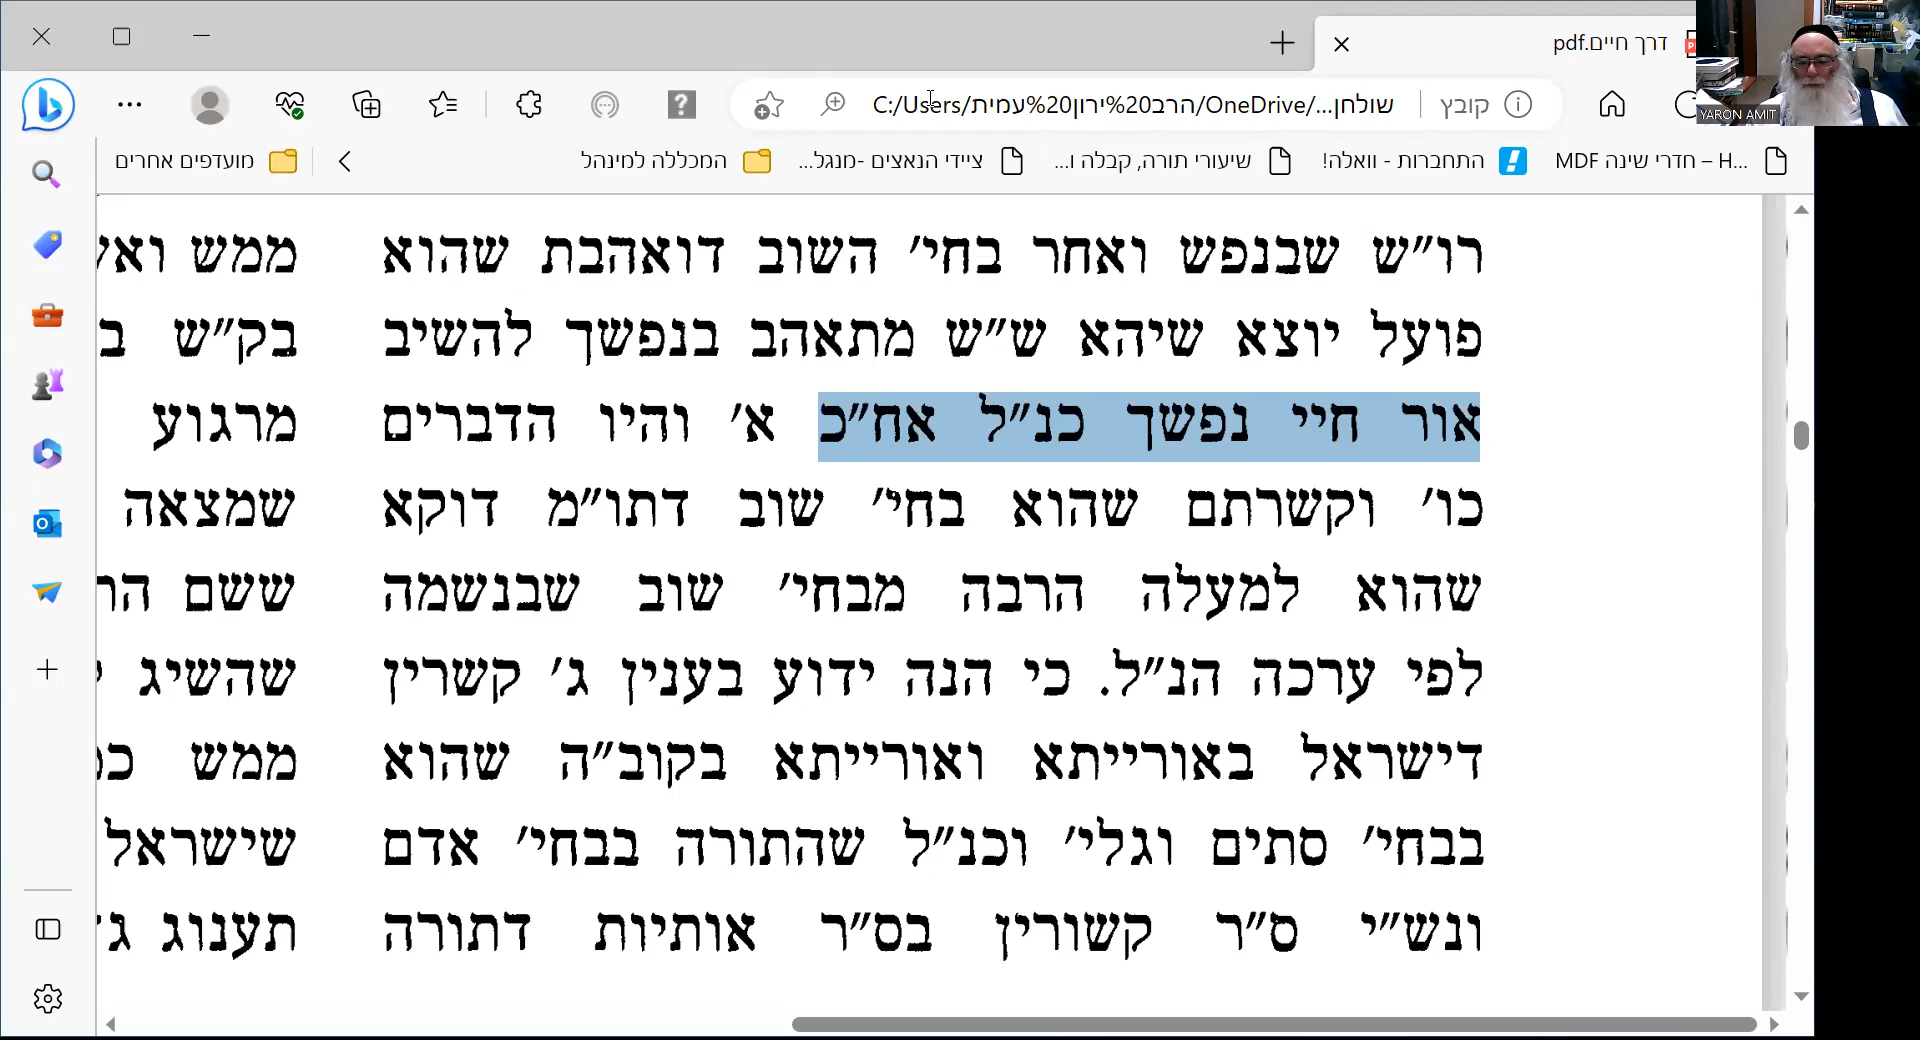 דרך חיים.pdf
YARON AMIT
C:/Users/הרב%20ירון%20עמית/OneDrive/...שולחן
קובץ
H... – חדרי שינה MDF
התחברות - וואלה!
שיעורי תורה, קבלה ו...
ציידי הנאצים -מנגל...
המכללה למינהל
מועדפים אחרים
רו״ש שבנפש ואחר בחי׳ השוב דואהבת שהוא
פועל יוצא שיהא ש״ש מתאהב בנפשך להשיב
אור חיי נפשך כנ״ל אח״כ א׳ והיו הדברים
כו׳ וקשרתם שהוא בחי׳ שוב דתו״מ דוקא
שהוא למעלה הרבה מבחי׳ שוב שבנשמה
לפי ערכה הנ״ל. כי הנה ידוע בענין ג׳ קשרין
דישראל באורייתא ואורייתא בקוב״ה שהוא
בבחי׳ סתים וגלי׳ וכנ״ל שהתורה בבחי׳ אדם
ונש״י ס״ר קשורין בס״ר אותיות דתורה
ממש
בק״ש
מרגוע
שמצאה
ששם
שהשיג
ממש
שישראל
תענוג